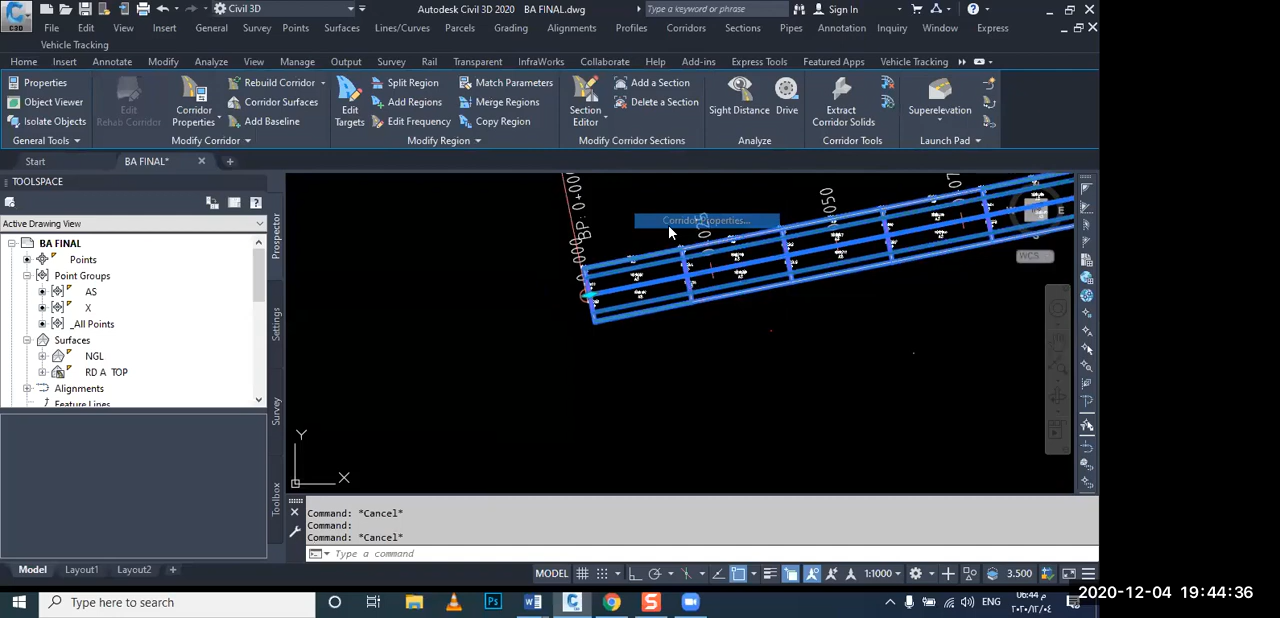 C3D
Civil 3D
Autodesk Civil 3D 2020 BA FINAL.dwg
Type a keyword or phrase
Sign In
File Edit View Insert General Survey Points Surfaces Lines/Curves Parcels Grading Alignments Profiles Corridors Sections Pipes Annotation Inquiry Window Express
Vehicle Tracking
Home Insert Annotate Modify Analyze View Manage Output Survey Rail Transparent InfraWorks Collaborate Help Add-ins Express Tools Featured Apps Vehicle Tracking
Properties
Object Viewer
Isolate Objects
General Tools
Edit
Rehab Corridor
Corridor
Properties
Rebuild Corridor
Corridor Surfaces
Add Baseline
Modify Corridor
Edit
Targets
Split Region
Add Regions
Edit Frequency
Match Parameters
Merge Regions
Copy Region
Modify Region
Section
Editor
Add a Section
Delete a Section
Modify Corridor Sections
Sight Distance
Drive
Analyze
Extract
Corridor Solids
Corridor Tools
Superelevation
Launch Pad
Start
BA FINAL*
TOOLSPACE
Active Drawing View
BA FINAL
Points
Point Groups
AS
X
_All Points
Surfaces
NGL
RD A TOP
Alignments
Feature Lines
Prospector
Settings
Survey
Toolbox
Corridor Properties...
0+050
E
WCS
Y
X
Command: *Cancel*
Command:
Command: *Cancel*
Type a command
Model
Layout1
Layout2
MODEL
1:1000
3.500
Type here to search
ENG
06:44 م
٢٠٢٠/١٢/٠٤
2020-12-04 19:44:36